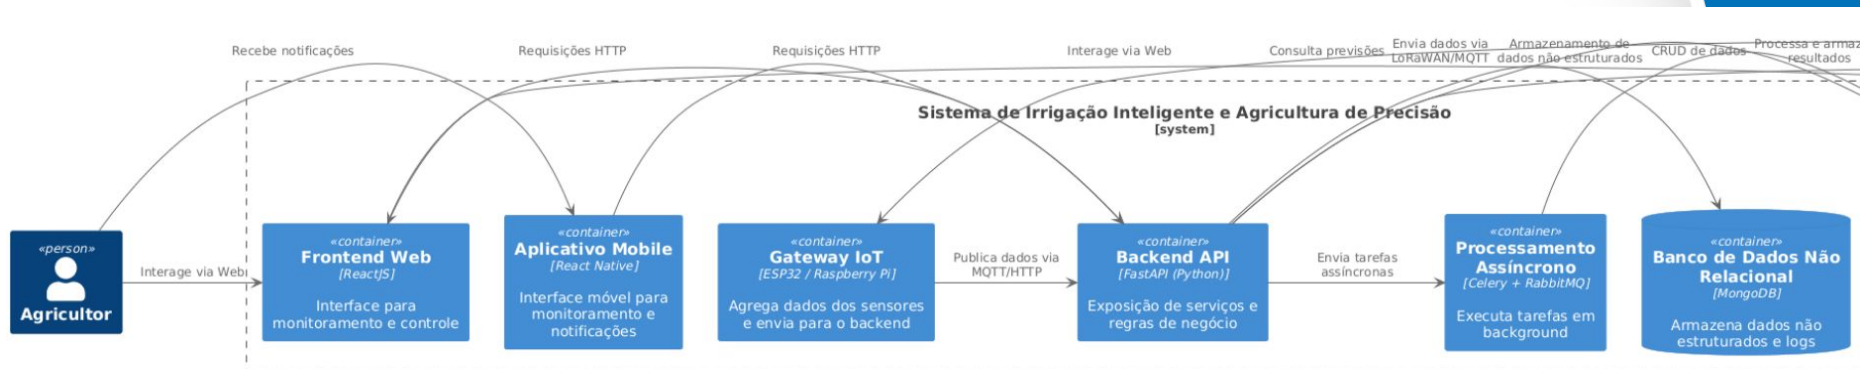 Recebe notificações
Requisições HTTP
Requisições HTTP
Interage via Web
Consulta previsões
Envia dados via
LoRaWAN/MQTT
Armazenamento de
dados não estruturados
CRUD de dados
Processa e armaz
resultados
Sistema de Irrigação Inteligente e Agricultura de Precisão
[system]
«person»
Agricultor
Interage via Web
«container»
Frontend Web
[ReactJS]
Interface para
monitoramento e controle
«container»
Aplicativo Mobile
[React Native]
Interface móvel para
monitoramento e
notificações
«container»
Gateway IoT
[ESP32 / Raspberry Pi]
Agrega dados dos sensores
e envia para o backend
Publica dados via
MQTT/HTTP
«container»
Backend API
[FastAPI (Python)]
Exposição de serviços e
regras de negócio
Envia tarefas
assíncronas
«container»
Processamento
Assíncrono
[Celery + RabbitMQ]
Executa tarefas em
background
«container»
Banco de Dados Não
Relacional
[MongoDB]
Armazena dados não
estruturados e logs